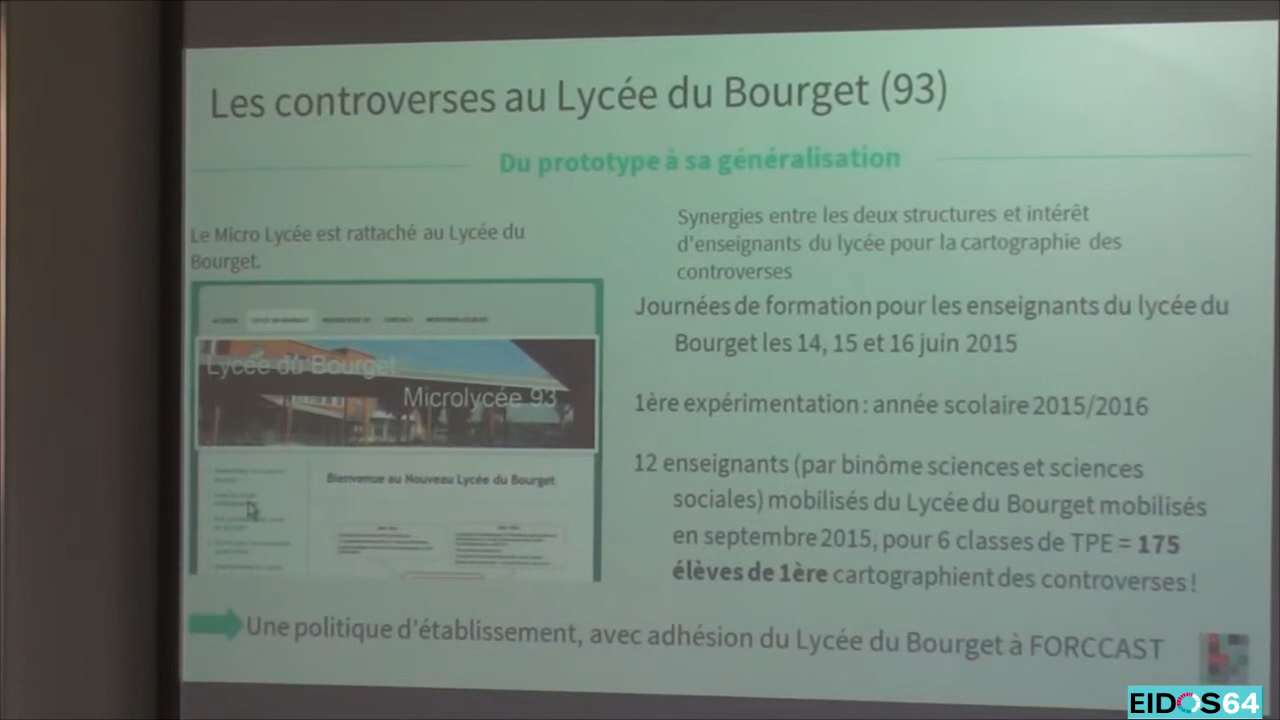 Les controverses au Lycée du Bourget (93)
Du prototype à sa généralisation
Le Micro Lycée est rattaché au Lycée du
Bourget.
Lycée du Bourget
Microlycée 93
Bienvenue au Nouveau Lycée du Bourget
Synergies entre les deux structures et intérêt
d'enseignants du lycée pour la cartographie des
controverses
Journées de formation pour les enseignants du lycée du
Bourget les 14, 15 et 16 juin 2015
1ère expérimentation : année scolaire 2015/2016
12 enseignants (par binôme sciences et sciences
sociales) mobilisés du Lycée du Bourget mobilisés
en septembre 2015, pour 6 classes de TPE = 175
élèves de 1ère cartographient des controverses !
Une politique d'établissement, avec adhésion du Lycée du Bourget à FORCCAST
EIDOS64